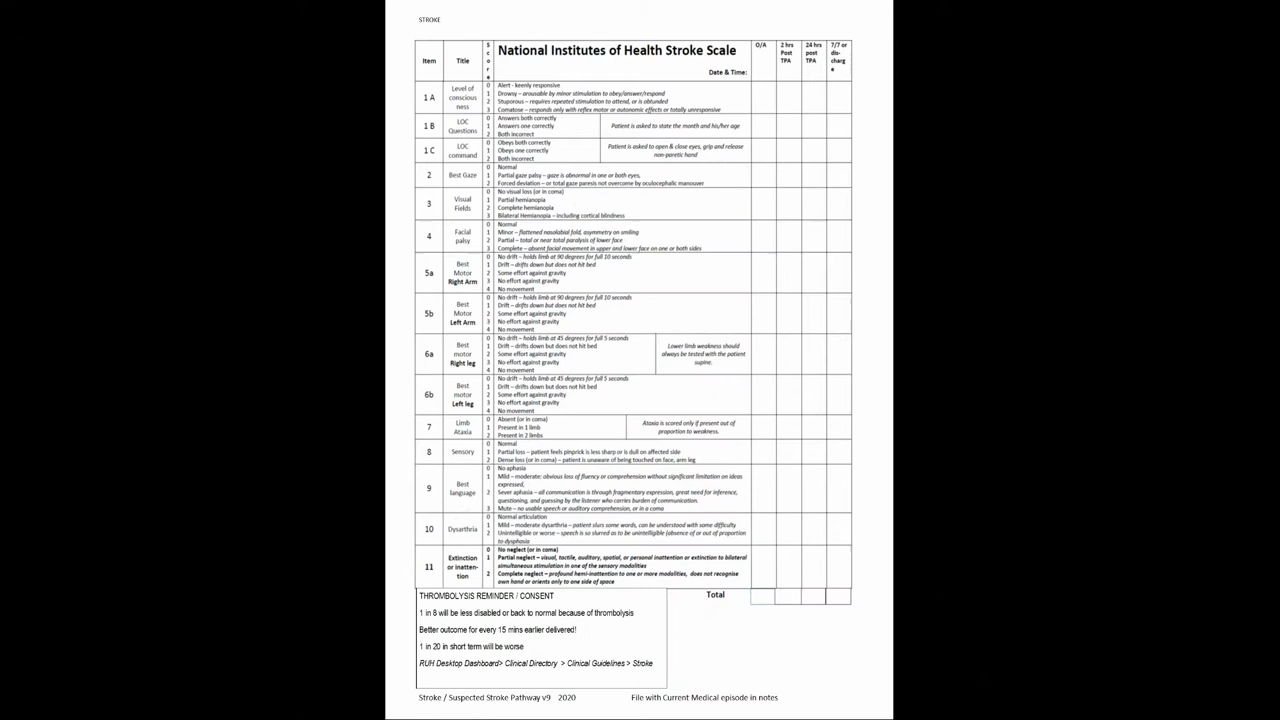 STROKE
Item Title Score National Institutes of Health Stroke Scale O/A 2 hrs Post TPA 24 hrs post TPA 7/7 or dis-charge
Date & Time:
1 A Level of consciousness
0 Alert - keenly responsive
1 Drowsy – arousable by minor stimulation to obey/answer/respond
2 Stuporous – requires repeated stimulation to attend, or is obtunded
3 Comatose – responds only with reflex motor or autonomic effects or totally unresponsive
1 B LOC Questions
0 Answers both correctly
1 Answers one correctly
2 Both incorrect
Patient is asked to state the month and his/her age
1 C LOC command
0 Obeys both correctly
1 Obeys one correctly
2 Both incorrect
Patient is asked to open & close eyes, grip and release
non-paretic hand
2 Best Gaze
0 Normal
1 Partial gaze palsy – gaze is abnormal in one or both eyes,
2 Forced deviation – or total gaze paresis not overcome by oculocephalic manouver
3 Visual Fields
0 No visual loss (or in coma)
1 Partial hemianopia
2 Complete hemianopia
3 Bilateral Hemianopia – including cortical blindness
4 Facial palsy
0 Normal
1 Minor – flattened nasolabial fold, asymmetry on smiling
2 Partial – total or near total paralysis of lower face
3 Complete – absent facial movement in upper and lower face on one or both sides
5a Best Motor Right Arm
0 No drift – holds limb at 90 degrees for full 10 seconds
1 Drift – drifts down but does not hit bed
2 Some effort against gravity
3 No effort against gravity
4 No movement
5b Best Motor Left Arm
0 No drift – holds limb at 90 degrees for full 10 seconds
1 Drift – drifts down but does not hit bed
2 Some effort against gravity
3 No effort against gravity
4 No movement
6a Best motor Right leg
0 No drift – holds limb at 45 degrees for full 5 seconds
1 Drift – drifts down but does not hit bed
2 Some effort against gravity
3 No effort against gravity
4 No movement
Lower limb weakness should
always be tested with the patient
supine.
6b Best motor Left leg
0 No drift – holds limb at 45 degrees for full 5 seconds
1 Drift – drifts down but does not hit bed
2 Some effort against gravity
3 No effort against gravity
4 No movement
7 Limb Ataxia
0 Absent (or in coma)
1 Present in 1 limb
2 Present in 2 limbs
Ataxia is scared only if present out of
proportion to weakness.
8 Sensory
0 Normal
1 Partial loss – patient feels pinprick is less sharp or is dull on affected side
2 Dense loss (or in coma) – patient is unaware of being touched on face, arm leg
9 Best language
0 No aphasia
1 Mild – moderate: obvious loss of fluency or comprehension without significant limitation on ideas
expressed,
2 Sever aphasia – all communication is through fragmentary expression, great need for inference,
questioning, and guessing by the listener who carries burden of communication.
3 Mute – no usable speech or auditory comprehension, or in a coma
10 Dysarthria
0 Normal articulation
1 Mild – moderate dysarthria – patient slurs some words, can be understood with some difficulty
2 Unintelligible or worse – speech is so slurred as to be unintelligible (absence of or out of proportion
to dysphasia
11 Extinction or inatten-tion
0 No neglect (or in coma)
1 Partial neglect – visual, tactile, auditory, spatial, or personal inattention or extinction to bilateral
simultaneous stimulation in one of the sensory modalities
2 Complete neglect – profound hemi-inattention to one or more modalities, does not recognise
own hand or orients only to one side of space
Total
THROMBOLYSIS REMINDER / CONSENT
1 in 8 will be less disabled or back to normal because of thrombolysis
Better outcome for every 15 mins earlier delivered!
1 in 20 in short term will be worse
RUH Desktop Dashboard> Clinical Directory > Clinical Guidelines > Stroke
Stroke / Suspected Stroke Pathway v9 2020 File with Current Medical episode in notes